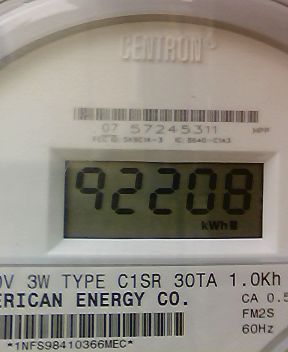 CENTRON
07 57245311
92208
kWh
V 3W TYPE C1SR 30TA 1.0Kh
ERICAN ENERGY CO.
CA 0.5
FM2S
60Hz
*1NFS98410366MEC*